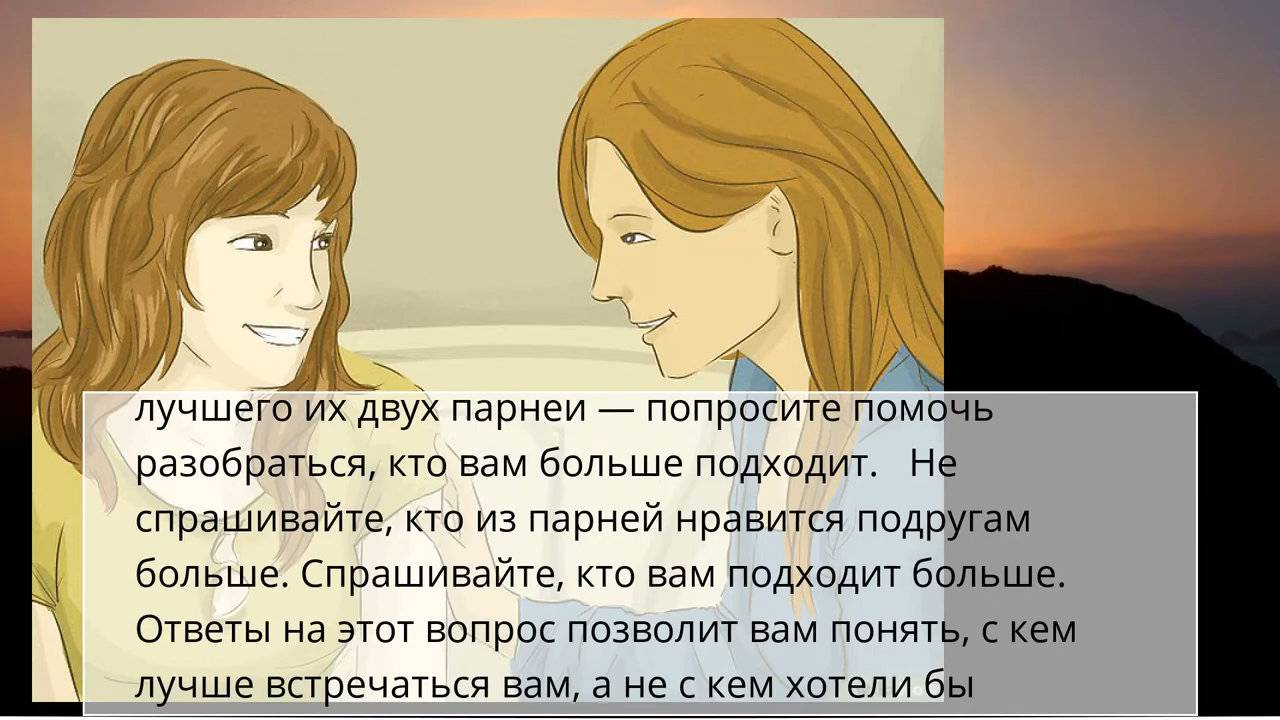 лучшего их двух парней — попросите помочь
разобраться, кто вам больше подходит.   Не
спрашивайте, кто из парней нравится подругам
больше. Спрашивайте, кто вам подходит больше.
Ответы на этот вопрос позволит вам понять, с кем
лучше встречаться вам, а не с кем хотели бы